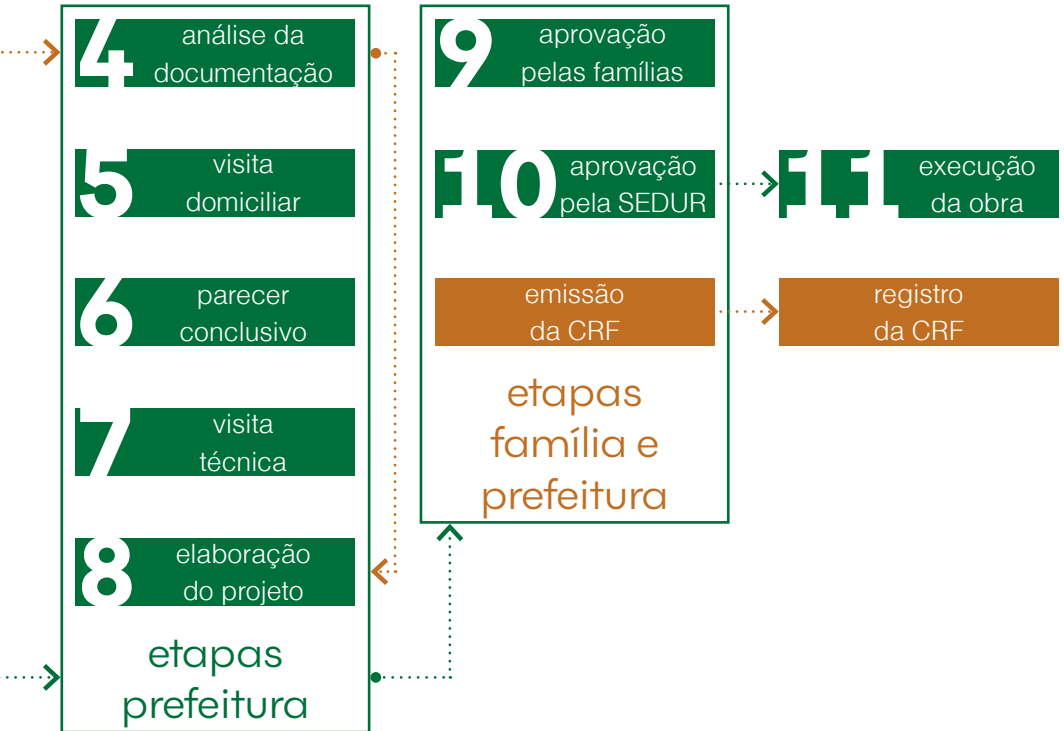 4 análise da
documentação
5 visita
domiciliar
6 parecer
conclusivo
7 visita
técnica
8 elaboração
do projeto
etapas
prefeitura
9 aprovação
pelas famílias
10 aprovação
pela SEDUR
emissão
da CRF
etapas
família e
prefeitura
11 execução
da obra
registro
da CRF